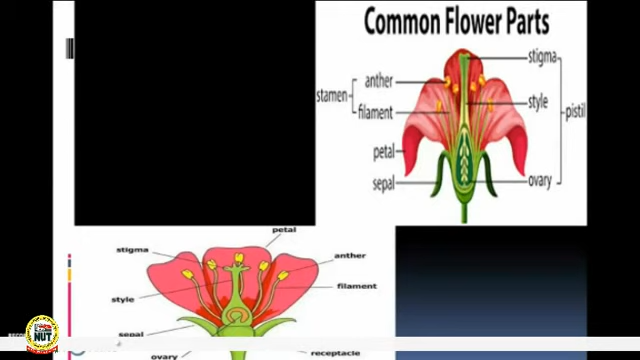 Common Flower Parts
stigma
anther
stamen
style
filament
pistil
petal
sepal
ovary
petal
stigma
anther
filament
style
sepal
ovary
receptacle
NUT